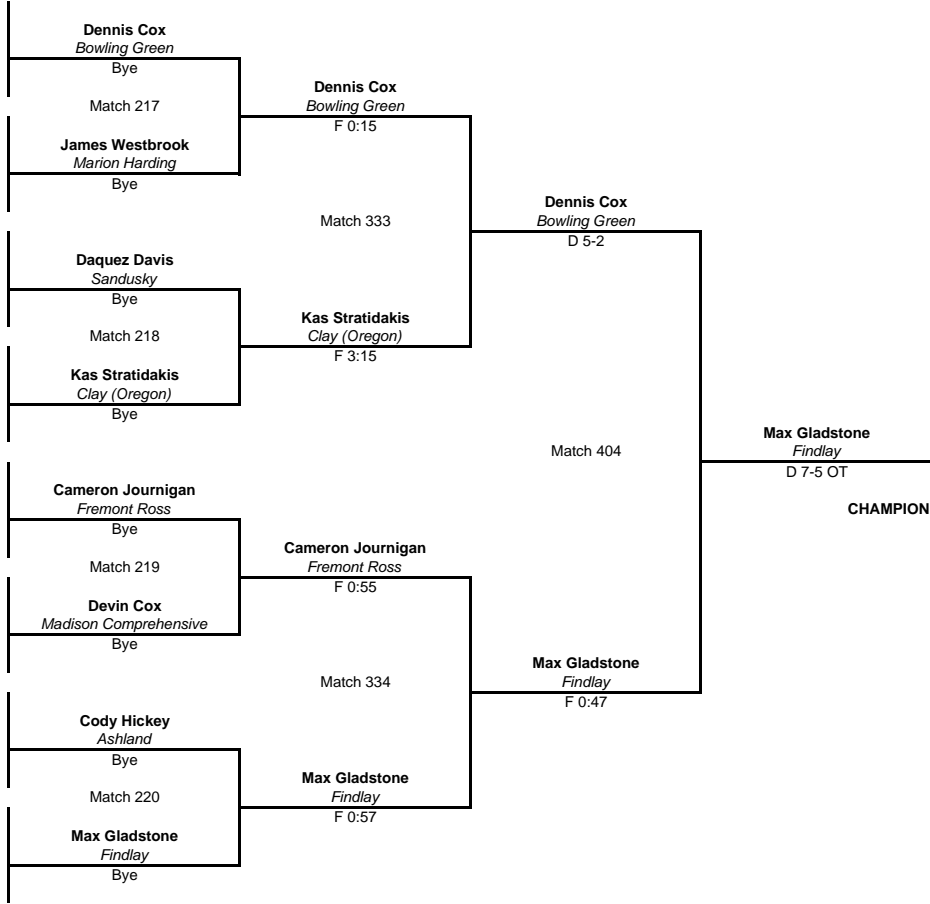 Dennis Cox
Bowling Green
Bye
Match 217
James Westbrook
Marion Harding
Bye
Daquez Davis
Sandusky
Bye
Match 218
Kas Stratidakis
Clay (Oregon)
Bye
Cameron Journigan
Fremont Ross
Bye
Match 219
Devin Cox
Madison Comprehensive
Bye
Cody Hickey
Ashland
Bye
Match 220
Max Gladstone
Findlay
Bye
Dennis Cox
Bowling Green
F 0:15
Match 333
Kas Stratidakis
Clay (Oregon)
F 3:15
Cameron Journigan
Fremont Ross
F 0:55
Match 334
Max Gladstone
Findlay
F 0:57
Dennis Cox
Bowling Green
D 5-2
Match 404
Max Gladstone
Findlay
F 0:47
Max Gladstone
Findlay
D 7-5 OT
CHAMPION